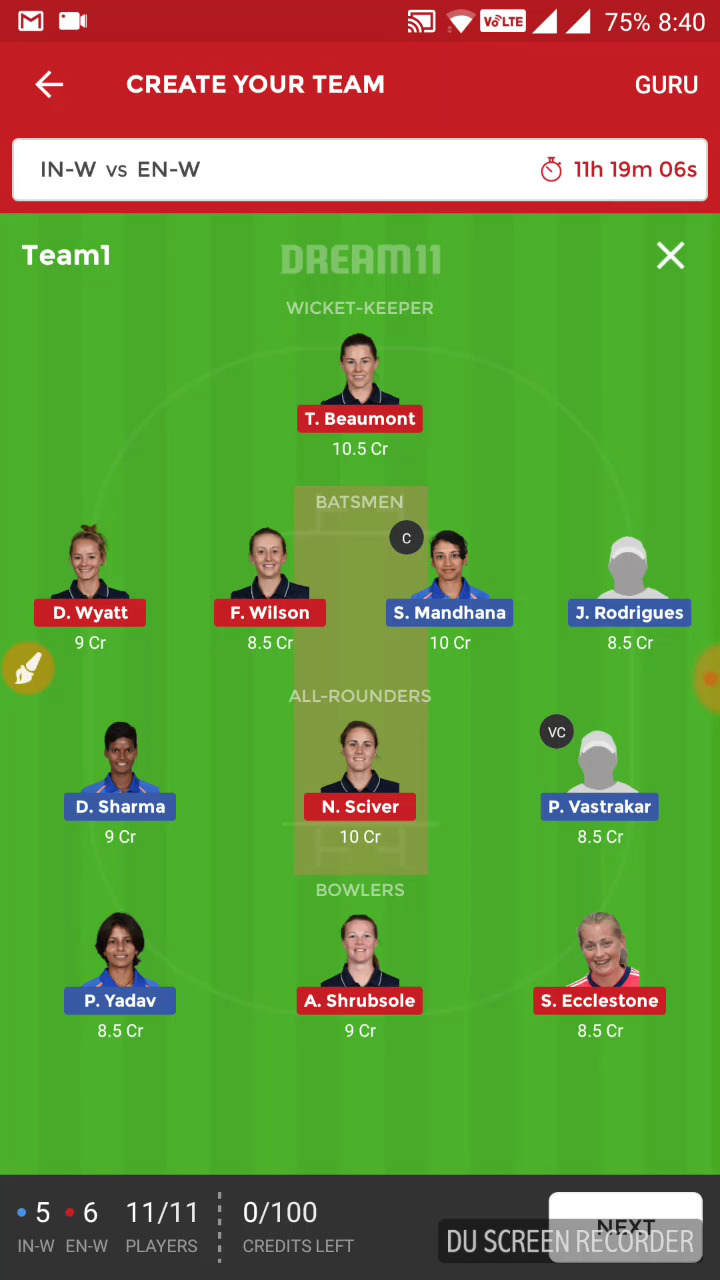 VoLTE 75% 8:40
CREATE YOUR TEAM GURU
IN-W vs EN-W 11h 19m 06s
Team1 DREAM11
WICKET-KEEPER
T. Beaumont
10.5 Cr
BATSMEN
C
D. Wyatt F. Wilson S. Mandhana J. Rodrigues
9 Cr 8.5 Cr 10 Cr 8.5 Cr
ALL-ROUNDERS
VC
D. Sharma N. Sciver P. Vastrakar
9 Cr 10 Cr 8.5 Cr
BOWLERS
P. Yadav A. Shrubsole S. Ecclestone
8.5 Cr 9 Cr 8.5 Cr
5 6 11/11 0/100 NEXT
IN-W EN-W PLAYERS CREDITS LEFT DU SCREEN RECORDER